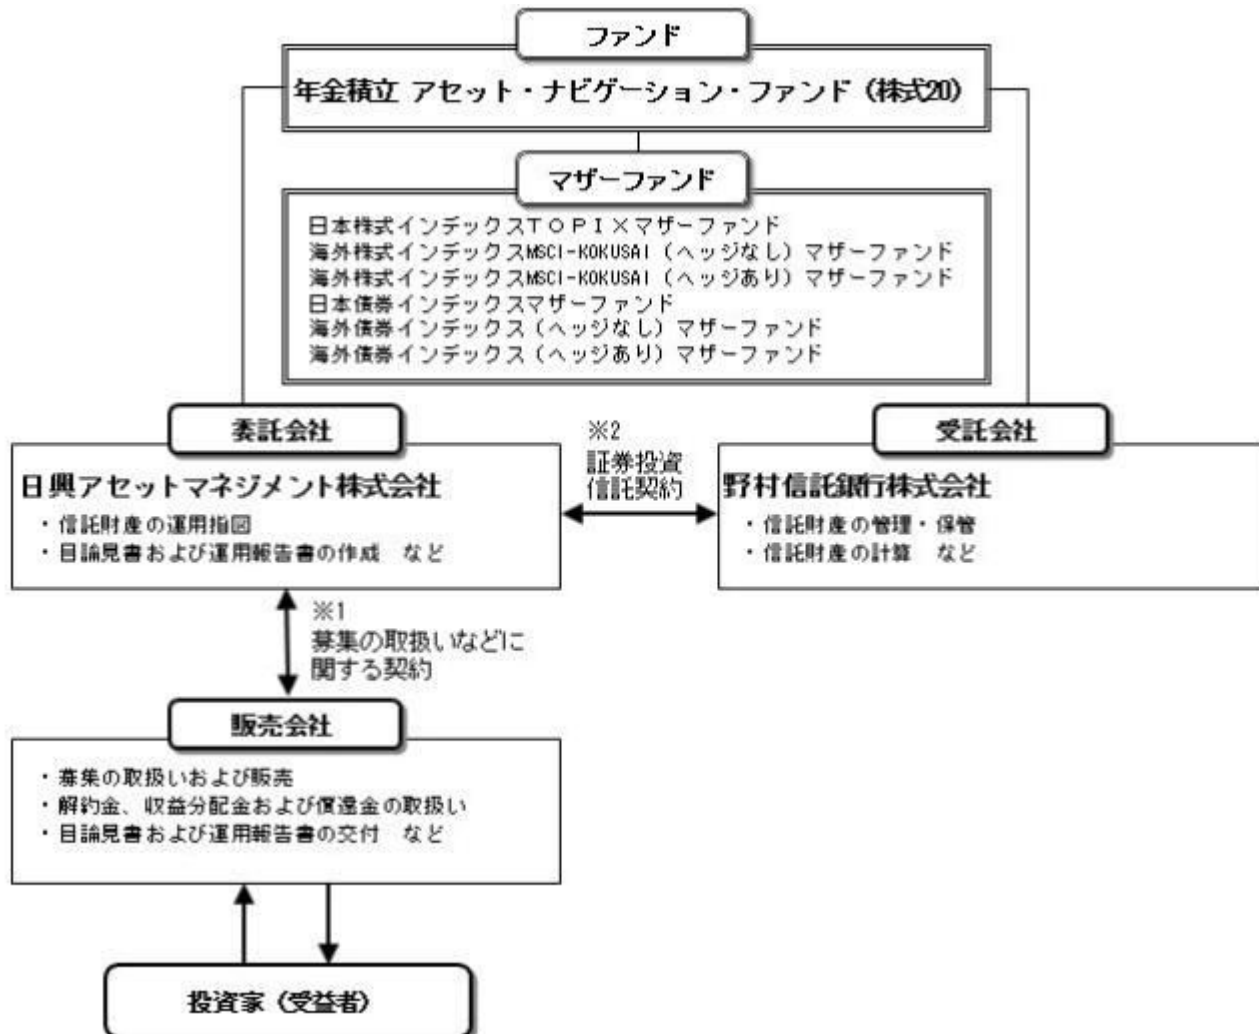 ファンド
年金積立 アセット・ナビゲーション・ファンド（株式20）
マザーファンド
日本株式インデックスＴＯＰＩＸマザーファンド
海外株式インデックスMSCI-KOKUSAI（ヘッジなし）マザーファンド
海外株式インデックスMSCI-KOKUSAI（ヘッジあり）マザーファンド
日本債券インデックスマザーファンド
海外債券インデックス（ヘッジなし）マザーファンド
海外債券インデックス（ヘッジあり）マザーファンド
委託会社
日興アセットマネジメント株式会社
・信託財産の運用指図
・目論見書および運用報告書の作成　など
※2
証券投資
信託契約
受託会社
野村信託銀行株式会社
・信託財産の管理・保管
・信託財産の計算　など
※1
募集の取扱いなどに
関する契約
販売会社
・募集の取扱いおよび販売
・解約金、収益分配金および償還金の取扱い
・目論見書および運用報告書の交付　など
投資家（受益者）